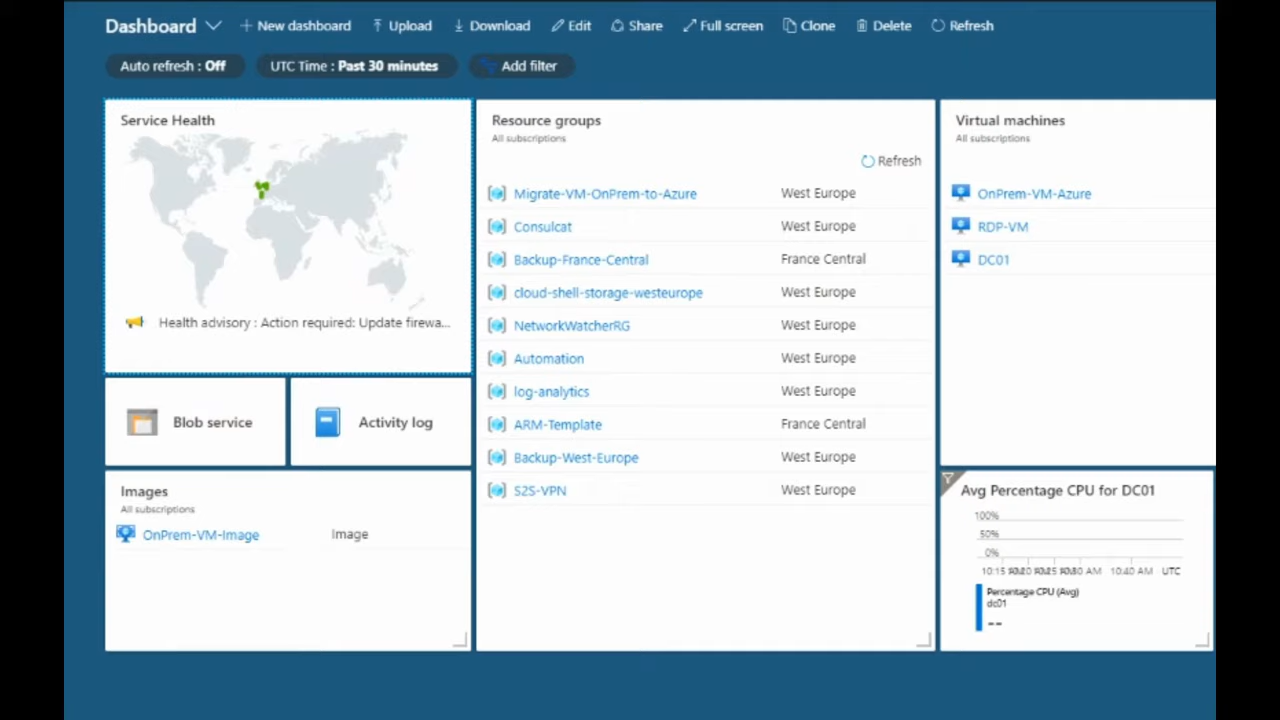 Dashboard
New dashboard
Upload
Download
Edit
Share
Full screen
Clone
Delete
Refresh
Auto refresh : Off
UTC Time : Past 30 minutes
Add filter
Service Health
Health advisory : Action required: Update firewa...
Blob service
Activity log
Images
All subscriptions
OnPrem-VM-Image Image
Resource groups
All subscriptions
Refresh
Migrate-VM-OnPrem-to-Azure West Europe
Consulcat West Europe
Backup-France-Central France Central
cloud-shell-storage-westeurope West Europe
NetworkWatcherRG West Europe
Automation West Europe
log-analytics West Europe
ARM-Template France Central
Backup-West-Europe West Europe
S2S-VPN West Europe
Virtual machines
All subscriptions
OnPrem-VM-Azure
RDP-VM
DC01
Avg Percentage CPU for DC01
100%
50%
0%
10:15 10:40 AM UTC
Percentage CPU (Avg)
dc01
--